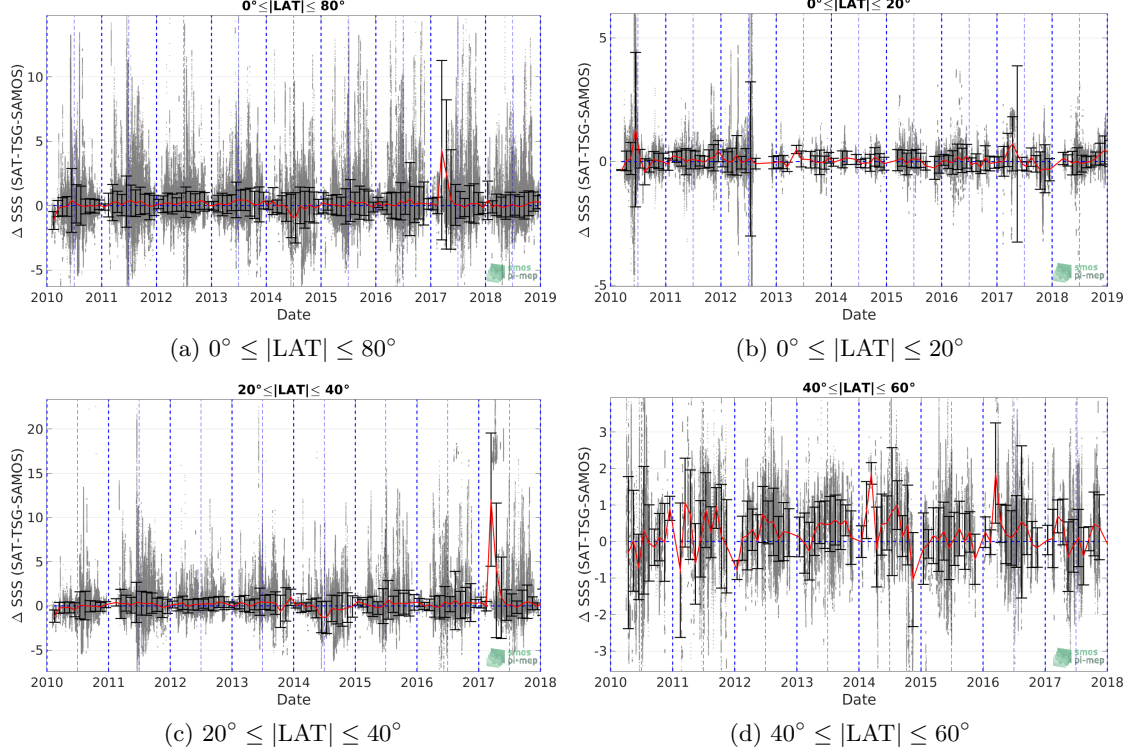 0°≤|LAT|≤ 80°
Δ SSS (SAT-TSG-SAMOS)
10
5
0
-5
2010 2011 2012 2013 2014 2015 2016 2017 2018 2019
Date
smos
pi-mep
(a) 0° ≤ |LAT| ≤ 80°
0°≤|LAT|≤ 20°
Δ SSS (SAT-TSG-SAMOS)
5
0
-5
2010 2011 2012 2013 2014 2015 2016 2017 2018 2019
Date
smos
pi-mep
(b) 0° ≤ |LAT| ≤ 20°
20°≤|LAT|≤ 40°
Δ SSS (SAT-TSG-SAMOS)
20
15
10
5
0
-5
2010 2011 2012 2013 2014 2015 2016 2017 2018
Date
smos
pi-mep
(c) 20° ≤ |LAT| ≤ 40°
40°≤|LAT|≤ 60°
Δ SSS (SAT-TSG-SAMOS)
3
2
1
0
-1
-2
-3
2010 2011 2012 2013 2014 2015 2016 2017 2018
Date
smos
pi-mep
(d) 40° ≤ |LAT| ≤ 60°